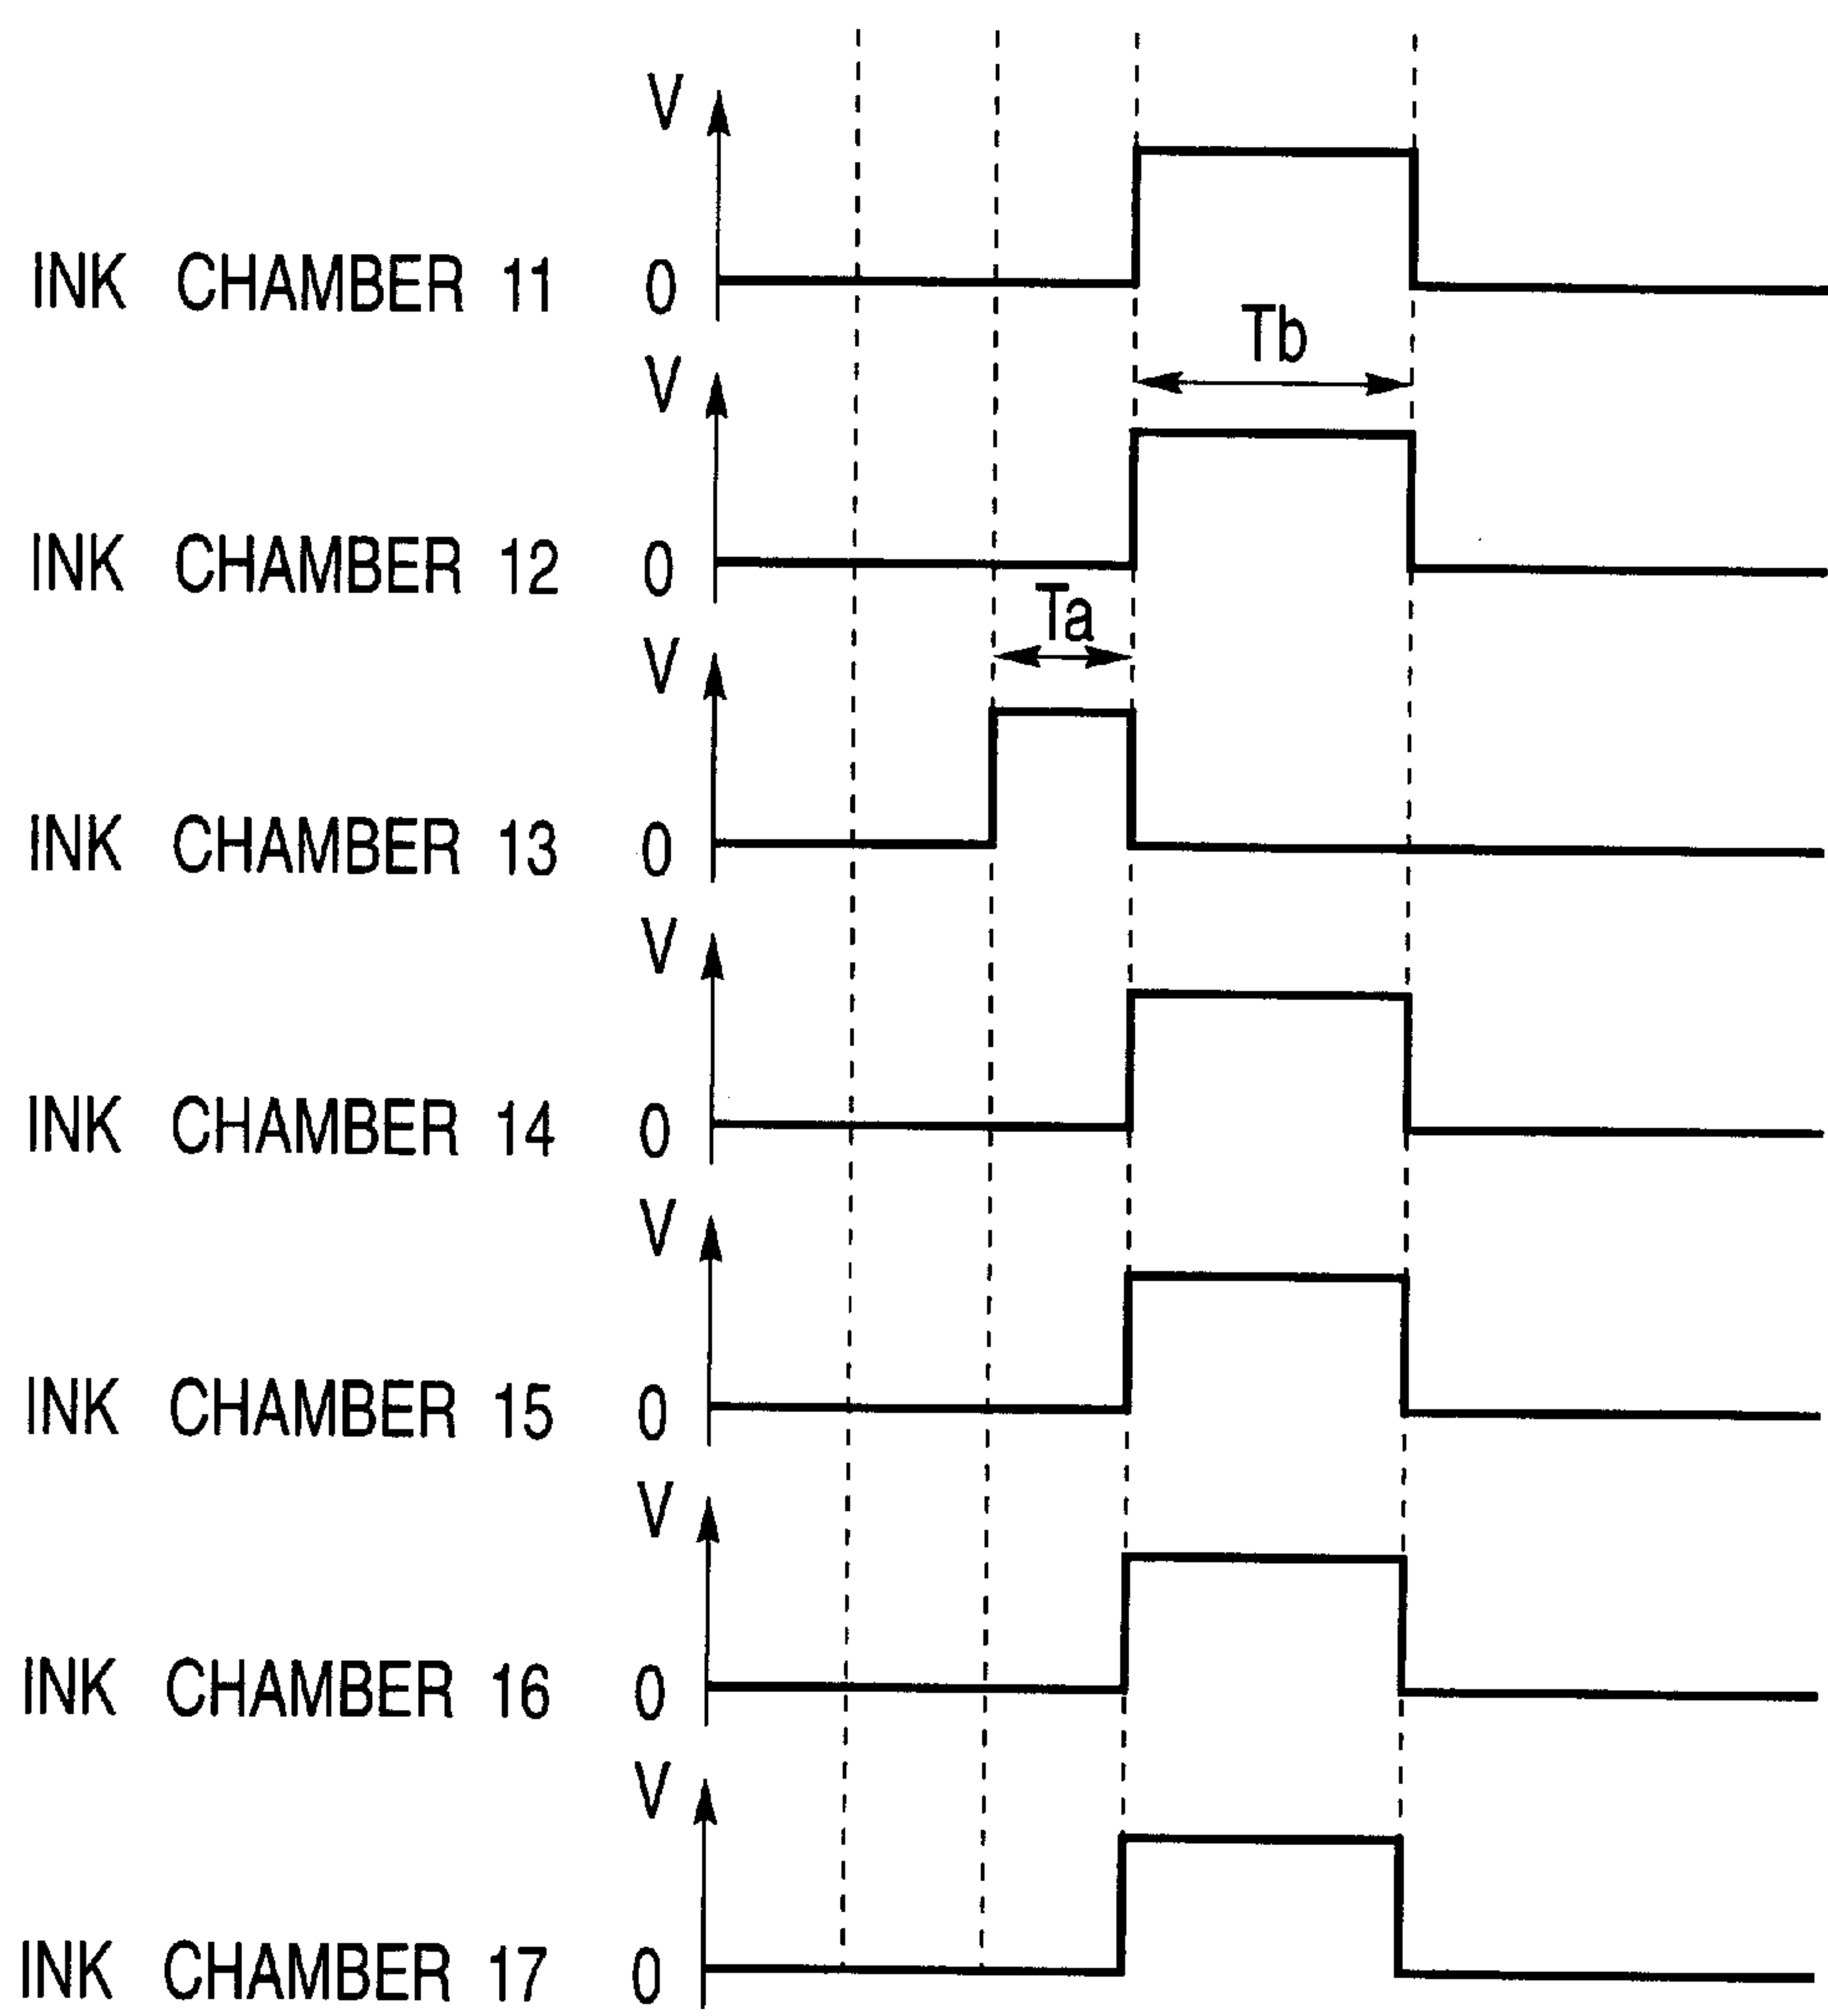 V
INK CHAMBER 11 0
Tb
V
INK CHAMBER 12 0
Ta
V
INK CHAMBER 13 0
V
INK CHAMBER 14 0
V
INK CHAMBER 15 0
V
INK CHAMBER 16 0
V
INK CHAMBER 17 0